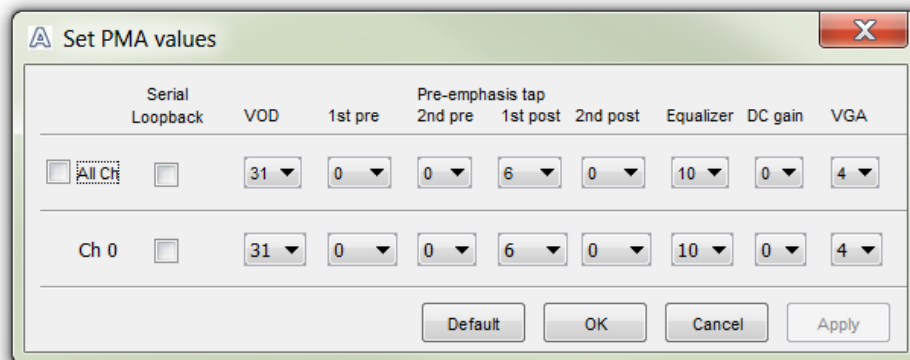 Set PMA values
Pre-emphasis tap
Serial Loopback VOD 1st pre 2nd pre 1st post 2nd post Equalizer DC gain VGA
All Ch 31 0 0 6 0 10 0 4
Ch 0 31 0 0 6 0 10 0 4
Default OK Cancel Apply